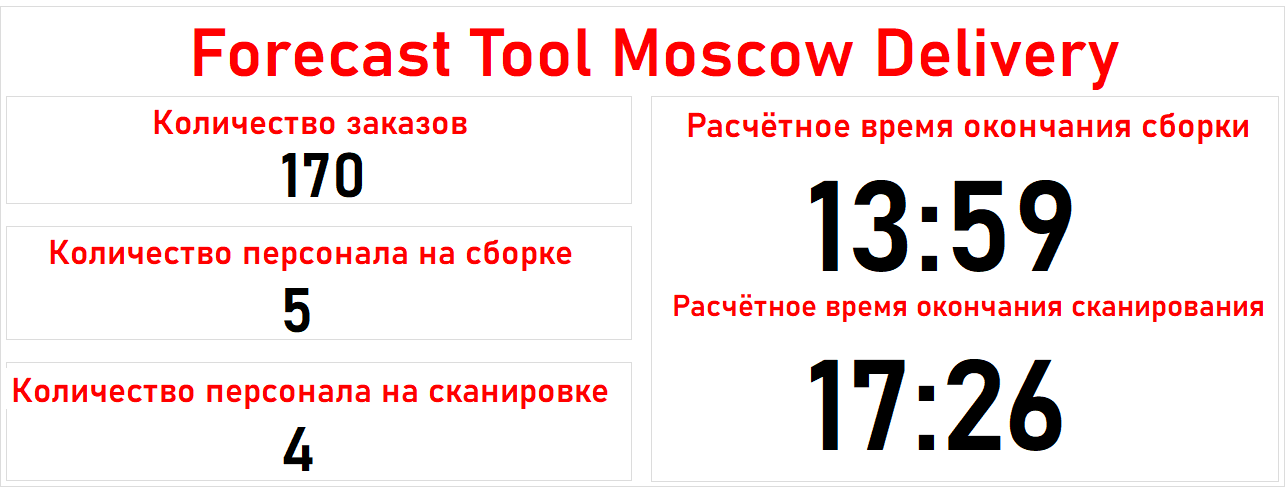 Forecast Tool Moscow Delivery
Количество заказов
170
Количество персонала на сборке
5
Количество персонала на сканировке
4
Расчётное время окончания сборки
13:59
Расчётное время окончания сканирования
17:26